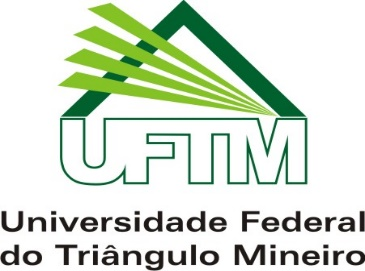 UFTM
Universidade Federal
do Triângulo Mineiro